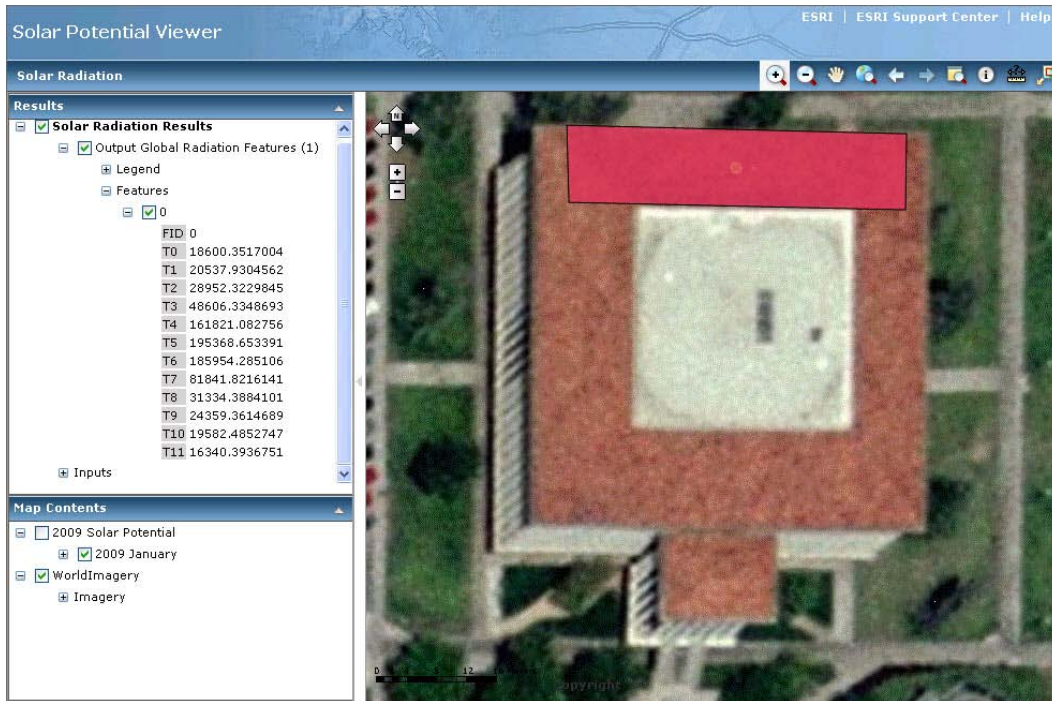 ESRI | ESRI Support Center | Help
Solar Potential Viewer
Solar Radiation
Results
Solar Radiation Results
Output Global Radiation Features (1)
Legend
Features
0
FID 0
T0 18600.3517004
T1 20537.9304562
T2 28952.3229845
T3 48606.3348693
T4 161821.082756
T5 195368.653391
T6 185954.285106
T7 81841.8216141
T8 31334.3884101
T9 24359.3614689
T10 19582.4852747
T11 16340.3936751
Inputs
Map Contents
2009 Solar Potential
2009 January
WorldImagery
Imagery
N
0
12